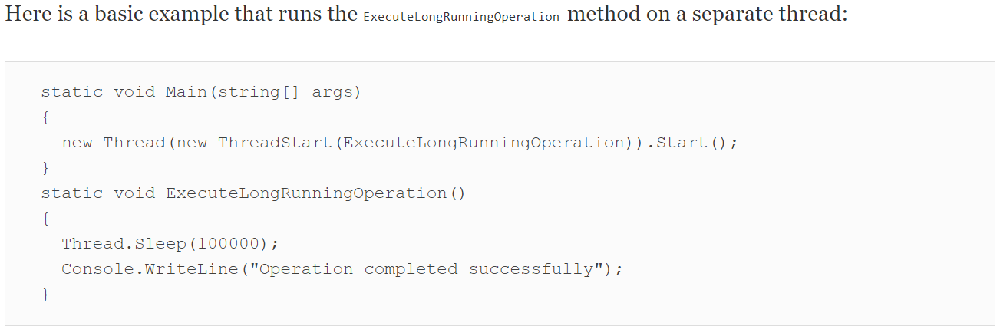 Here is a basic example that runs the ExecuteLongRunningOperation method on a separate thread:
static void Main(string[] args)
{
  new Thread(new ThreadStart(ExecuteLongRunningOperation)).Start();
}
static void ExecuteLongRunningOperation()
{
  Thread.Sleep(100000);
  Console.WriteLine("Operation completed successfully");
}